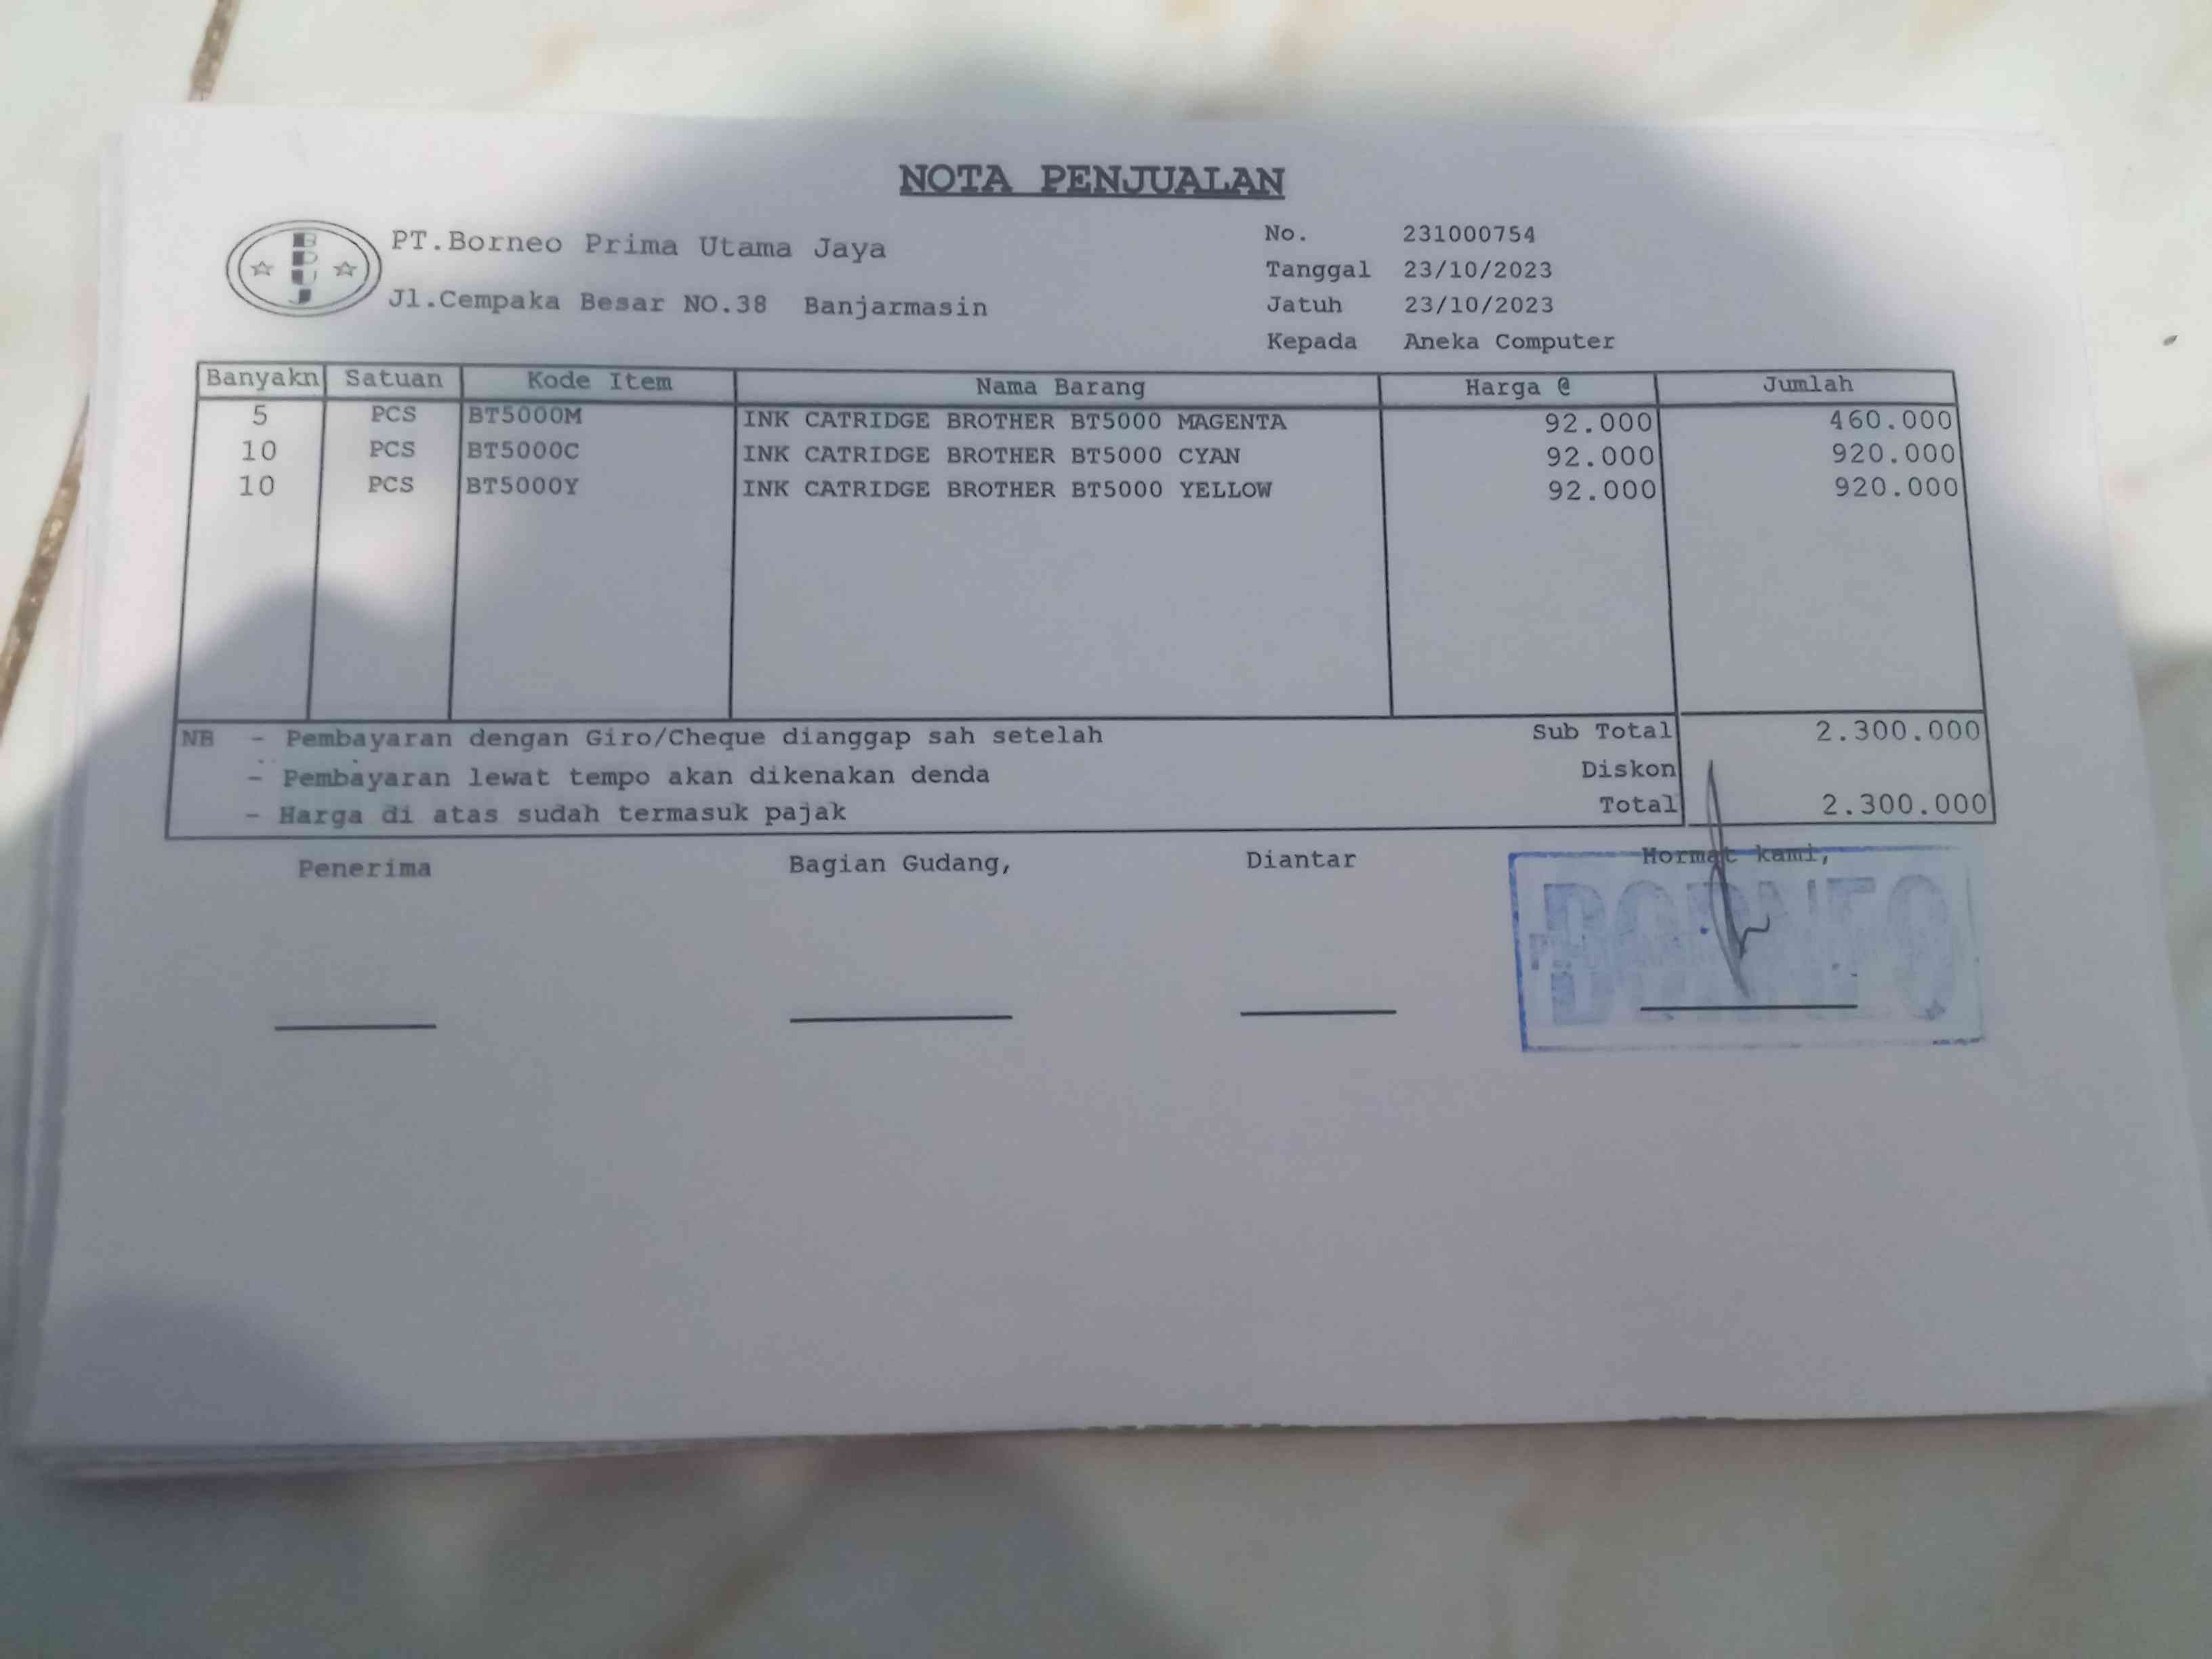 NOTA PENJUALAN
BPUJ
PT.Borneo Prima Utama Jaya
Jl.Cempaka Besar NO.38 Banjarmasin
No. 231000754
Tanggal 23/10/2023
Jatuh 23/10/2023
Kepada Aneka Computer
Banyakn Satuan Kode Item Nama Barang Harga @ Jumlah
5 PCS BT5000M INK CATRIDGE BROTHER BT5000 MAGENTA 92.000 460.000
10 PCS BT5000C INK CATRIDGE BROTHER BT5000 CYAN 92.000 920.000
10 PCS BT5000Y INK CATRIDGE BROTHER BT5000 YELLOW 92.000 920.000
NB - Pembayaran dengan Giro/Cheque dianggap sah setelah
- Pembayaran lewat tempo akan dikenakan denda
- Harga di atas sudah termasuk pajak
Sub Total 2.300.000
Diskon
Total 2.300.000
Penerima Bagian Gudang, Diantar Hormat kami,
BORNEO